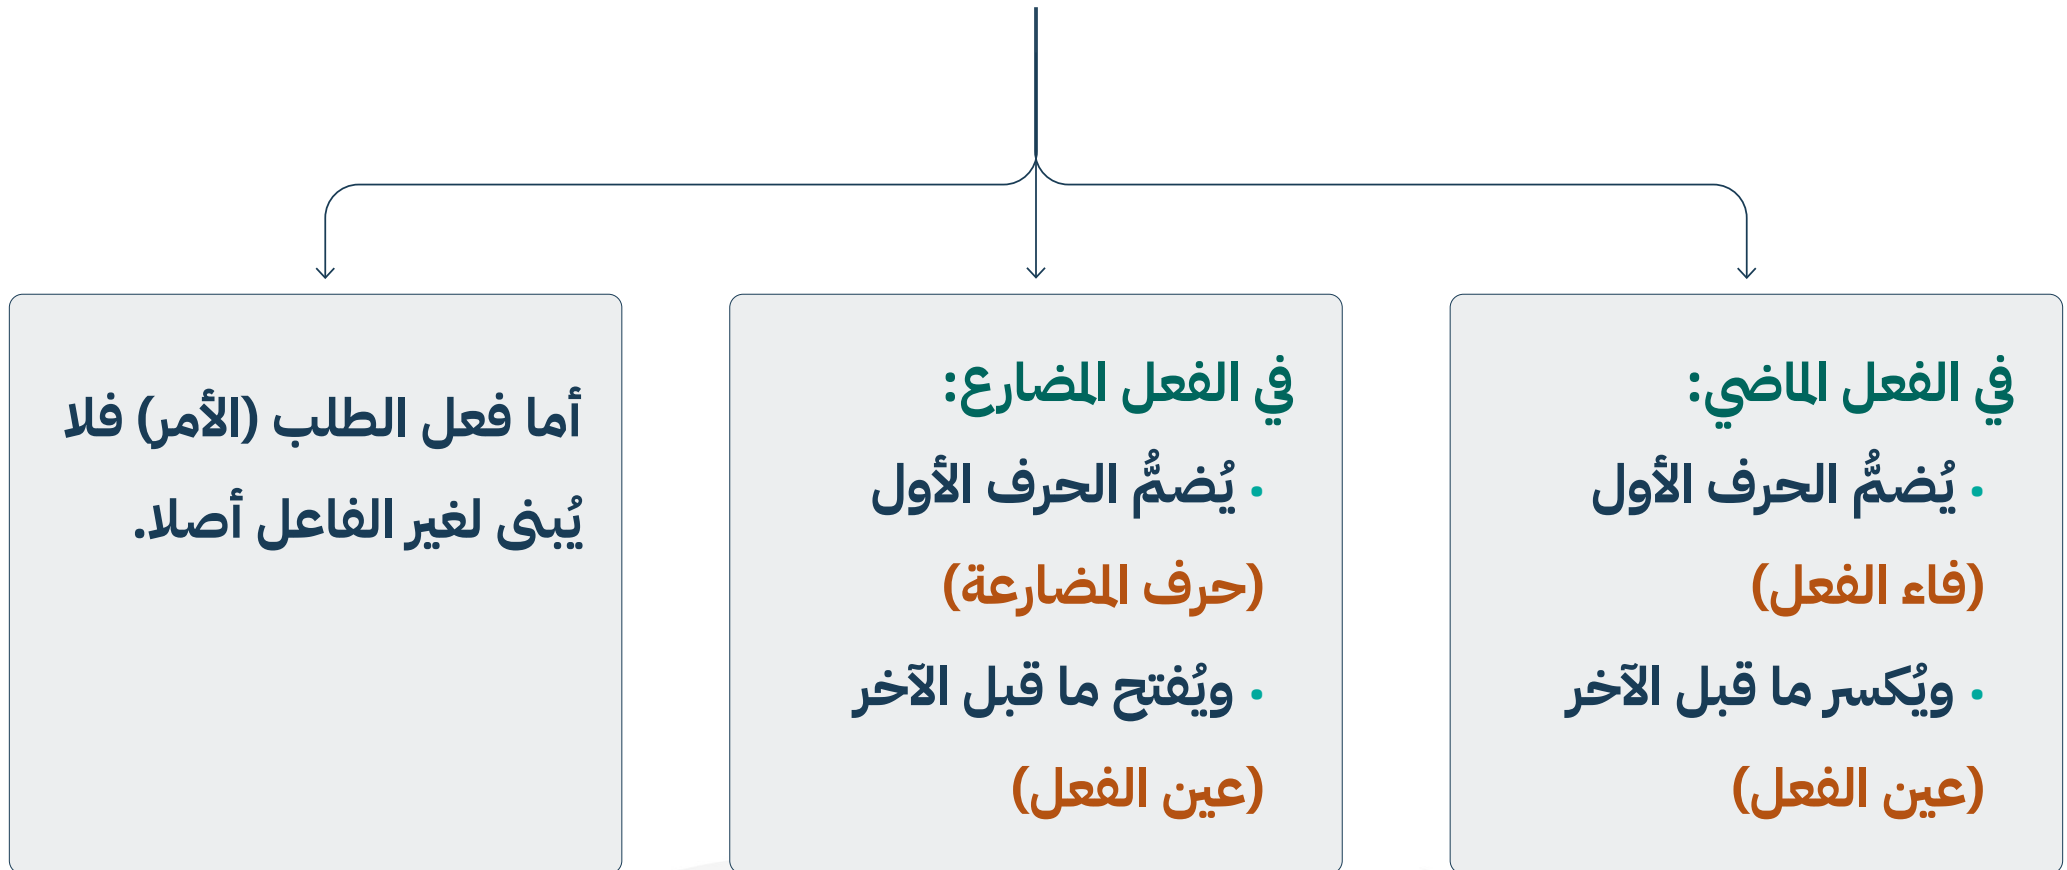 في الفعل الماضي:
• يُضمُّ الحرف الأول
(فاء الفعل)
• ويُكسر ما قبل الآخر
(عين الفعل)
في الفعل المضارع:
• يُضمُّ الحرف الأول
(حرف المضارعة)
• ويُفتح ما قبل الآخر
(عين الفعل)
أما فعل الطلب (الأمر) فلا
يُبنى لغير الفاعل أصلا.